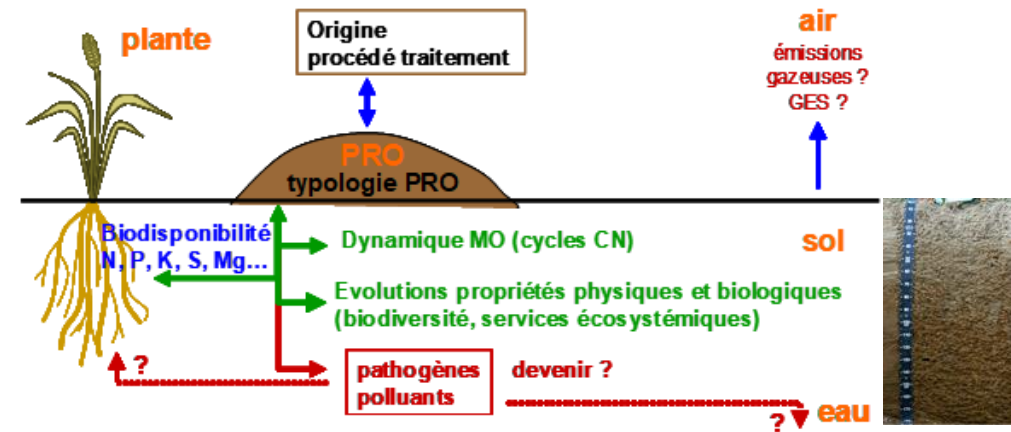 plante
Origine
procédé traitement
air
émissions
gazeuses ?
GES ?
PRO
typologie PRO
Biodisponibilité
N, P, K, S, Mg...
Dynamique MO (cycles CN)
sol
Evolutions propriétés physiques et biologiques
(biodiversité, services écosystémiques)
?
pathogènes
polluants
devenir ?
?
eau